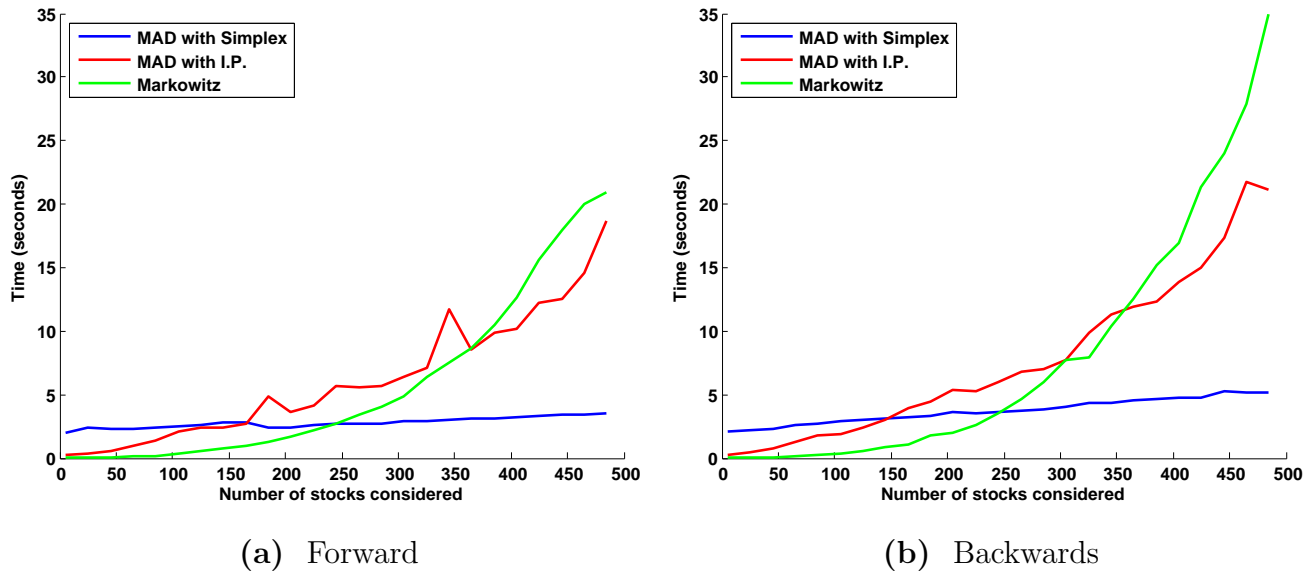 35
30
25
20
15
10
5
0
Time (seconds)
MAD with Simplex
MAD with I.P.
Markowitz
0 50 100 150 200 250 300 350 400 450 500
Number of stocks considered
(a) Forward
35
30
25
20
15
10
5
0
Time (seconds)
MAD with Simplex
MAD with I.P.
Markowitz
0 50 100 150 200 250 300 350 400 450 500
Number of stocks considered
(b) Backwards